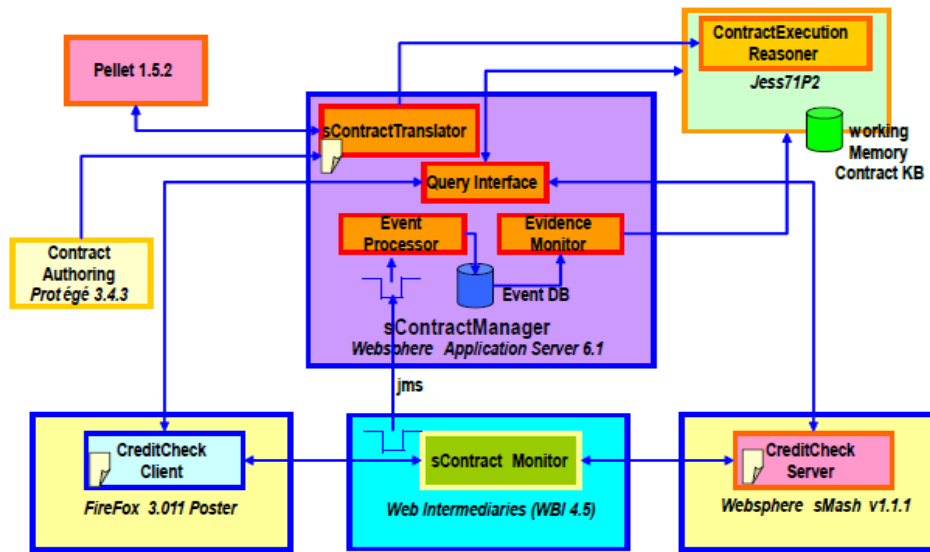 ContractExecution
Reasoner
Jess71P2
Pellet 1.5.2
working
Memory
Contract KB
sContractTranslator
Query Interface
Event
Processor
Evidence
Monitor
Contract
Authoring
Protégé 3.4.3
Event DB
sContractManager
Websphere Application Server 6.1
jms
CreditCheck
Client
FireFox 3.011 Poster
sContract Monitor
Web Intermediaries (WBI 4.5)
CreditCheck
Server
Websphere sMash v1.1.1